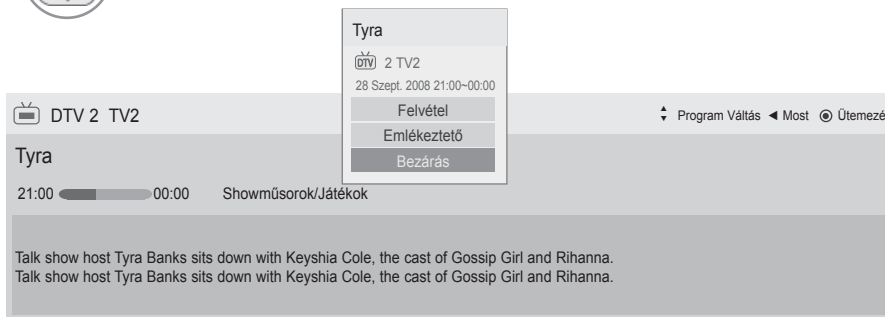 Tyra
DTV 2 TV2
28 Szept. 2008 21:00~00:00
Felvétel
Emlékeztető
Bezárás
DTV 2 TV2
Program Váltás ◄ Most ◉ Ütemezé
Tyra
21:00 00:00 Showműsorok/Játékok
Talk show host Tyra Banks sits down with Keyshia Cole, the cast of Gossip Girl and Rihanna.
Talk show host Tyra Banks sits down with Keyshia Cole, the cast of Gossip Girl and Rihanna.